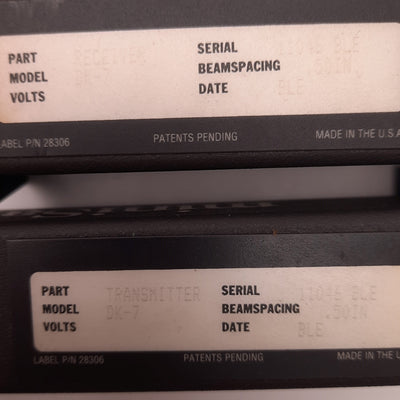 PART RECEIVER SERIAL 11046 BLE
MODEL DK-7 BEAMSPACING .50IN
VOLTS DATE BLE
LABEL P/N 28306 PATENTS PENDING MADE IN THE U.S.A
PART TRANSMITTER SERIAL 11046 BLE
MODEL DK-7 BEAMSPACING .50IN
VOLTS DATE BLE
LABEL P/N 28306 PATENTS PENDING MADE IN THE U